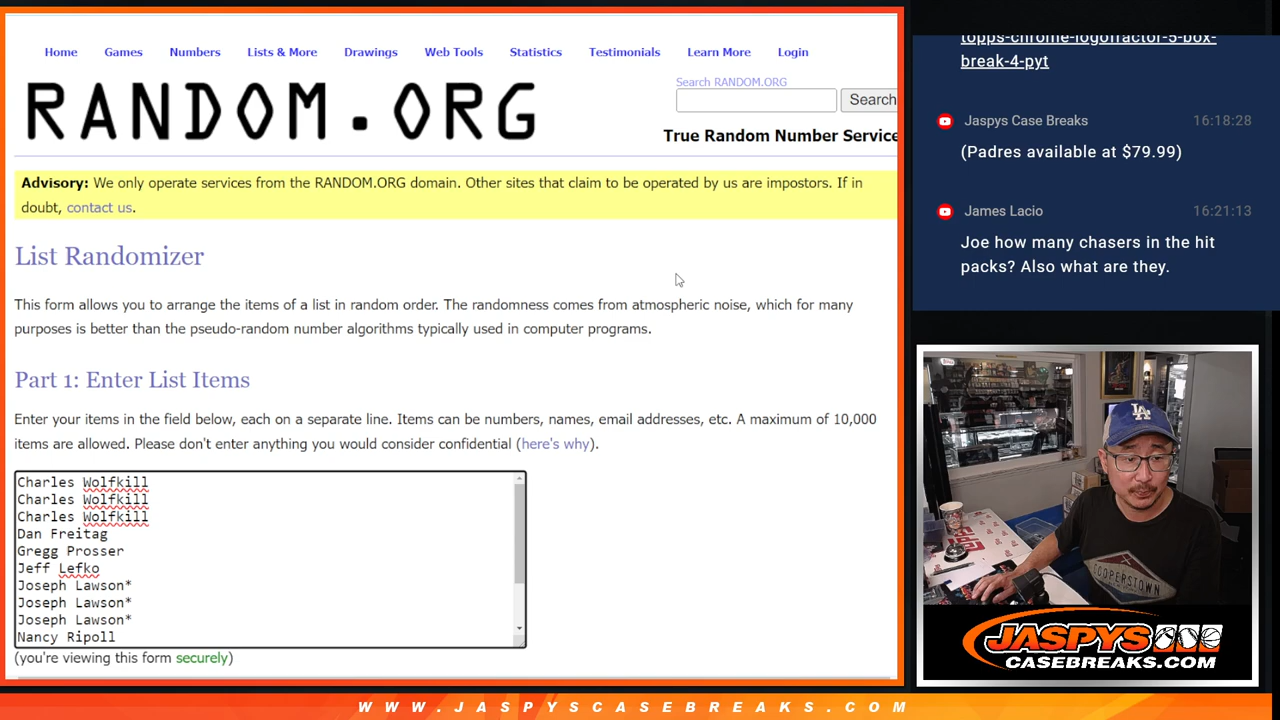 Home Games Numbers Lists & More Drawings Web Tools Statistics Testimonials Learn More Login
RANDOM.ORG
Search RANDOM.ORG
Search
True Random Number Service
Advisory: We only operate services from the RANDOM.ORG domain. Other sites that claim to be operated by us are impostors. If in
doubt, contact us.
List Randomizer
This form allows you to arrange the items of a list in random order. The randomness comes from atmospheric noise, which for many
purposes is better than the pseudo-random number algorithms typically used in computer programs.
Part 1: Enter List Items
Enter your items in the field below, each on a separate line. Items can be numbers, names, email addresses, etc. A maximum of 10,000
items are allowed. Please don't enter anything you would consider confidential (here's why).
Charles Wolfkill
Charles Wolfkill
Charles Wolfkill
Dan Freitag
Gregg Prosser
Jeff Lefko
Joseph Lawson*
Joseph Lawson*
Joseph Lawson*
Nancy Ripoll
(you're viewing this form securely)
topps-chrome-logofractor-5-box-
break-4-pyt
Jaspys Case Breaks 16:18:28
(Padres available at $79.99)
James Lacio 16:21:13
Joe how many chasers in the hit
packs? Also what are they.
LA
COOPERSTOWN
JASPYS
CASEBREAKS.COM
WWW.JASPYSCASEBREAKS.COM